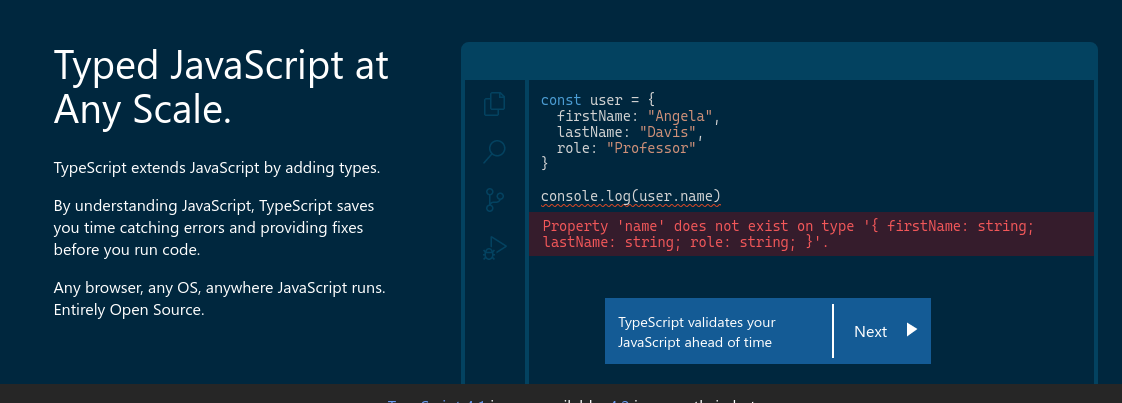 Typed JavaScript at
Any Scale.
TypeScript extends JavaScript by adding types.
By understanding JavaScript, TypeScript saves
you time catching errors and providing fixes
before you run code.
Any browser, any OS, anywhere JavaScript runs.
Entirely Open Source.
const user = {
  firstName: "Angela",
  lastName: "Davis",
  role: "Professor"
}
console.log(user.name)
Property 'name' does not exist on type '{ firstName: string;
lastName: string; role: string; }'.
TypeScript validates your
JavaScript ahead of time
Next